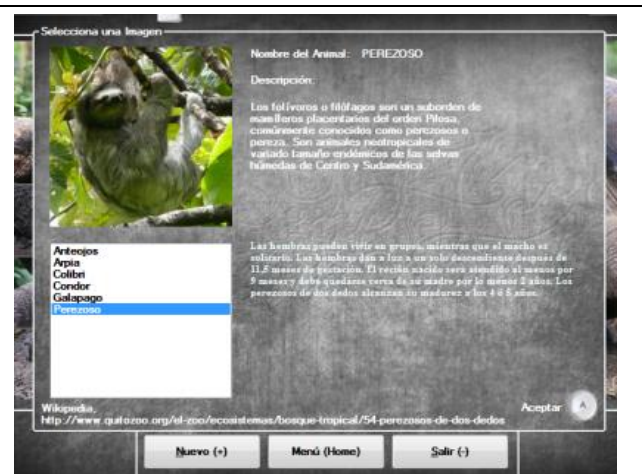 Selecciona una Imagen
Nombre del Animal: PEREZOSO
Descripción:
Los folívoros o filófagos son un suborden de
mamíferos placentarios del orden Pilosa,
comúnmente conocidos como perezosos o
pereza. Son animales neotropicales de
variado tamaño endémicos de las selvas
húmedas de Centro y Sudamérica.
Las hembras pueden vivir en grupos, mientras que el macho es
solitario. Las hembras dan a luz a un solo descendiente después de
11,5 meses de gestación. El recién nacido sera atendido al menos por
9 meses y debe quedarse cerca de su madre por lo menos 2 años. Los
perezosos de dos dedos alcanzan su madurez a los 4 ó 5 años.
Anteojos
Arpia
Colibri
Condor
Galapago
Perezoso
Wikipedia,
http://www.quitozoo.org/el-zoo/ecosistemas/bosque-tropical/54-perezosos-de-dos-dedos
Aceptar
Nuevo (+)
Menú (Home)
Salir (-)